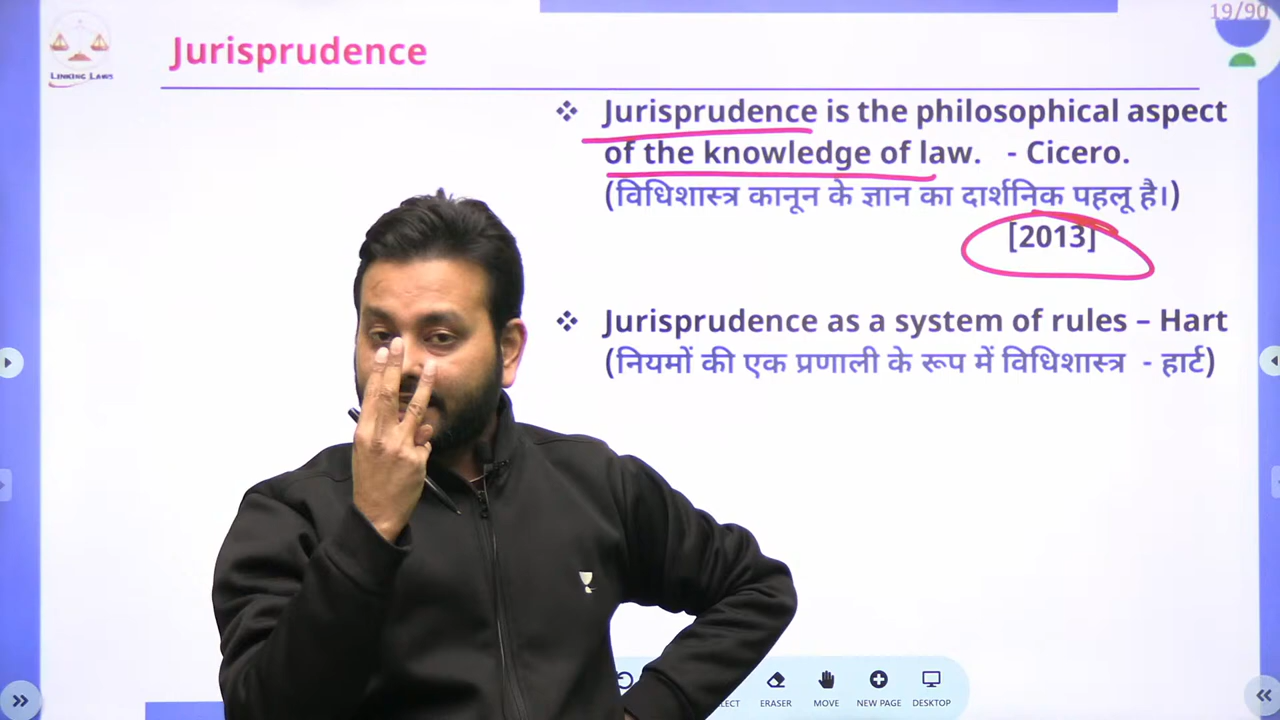 19/90
LINKING LAWS
Jurisprudence
❖ Jurisprudence is the philosophical aspect
of the knowledge of law. - Cicero.
(विधिशास्त्र कानून के ज्ञान का दार्शनिक पहलू है।)
[2013]
❖ Jurisprudence as a system of rules – Hart
(नियमों की एक प्रणाली के रूप में विधिशास्त्र - हार्ट)
ERASER MOVE NEW PAGE DESKTOP